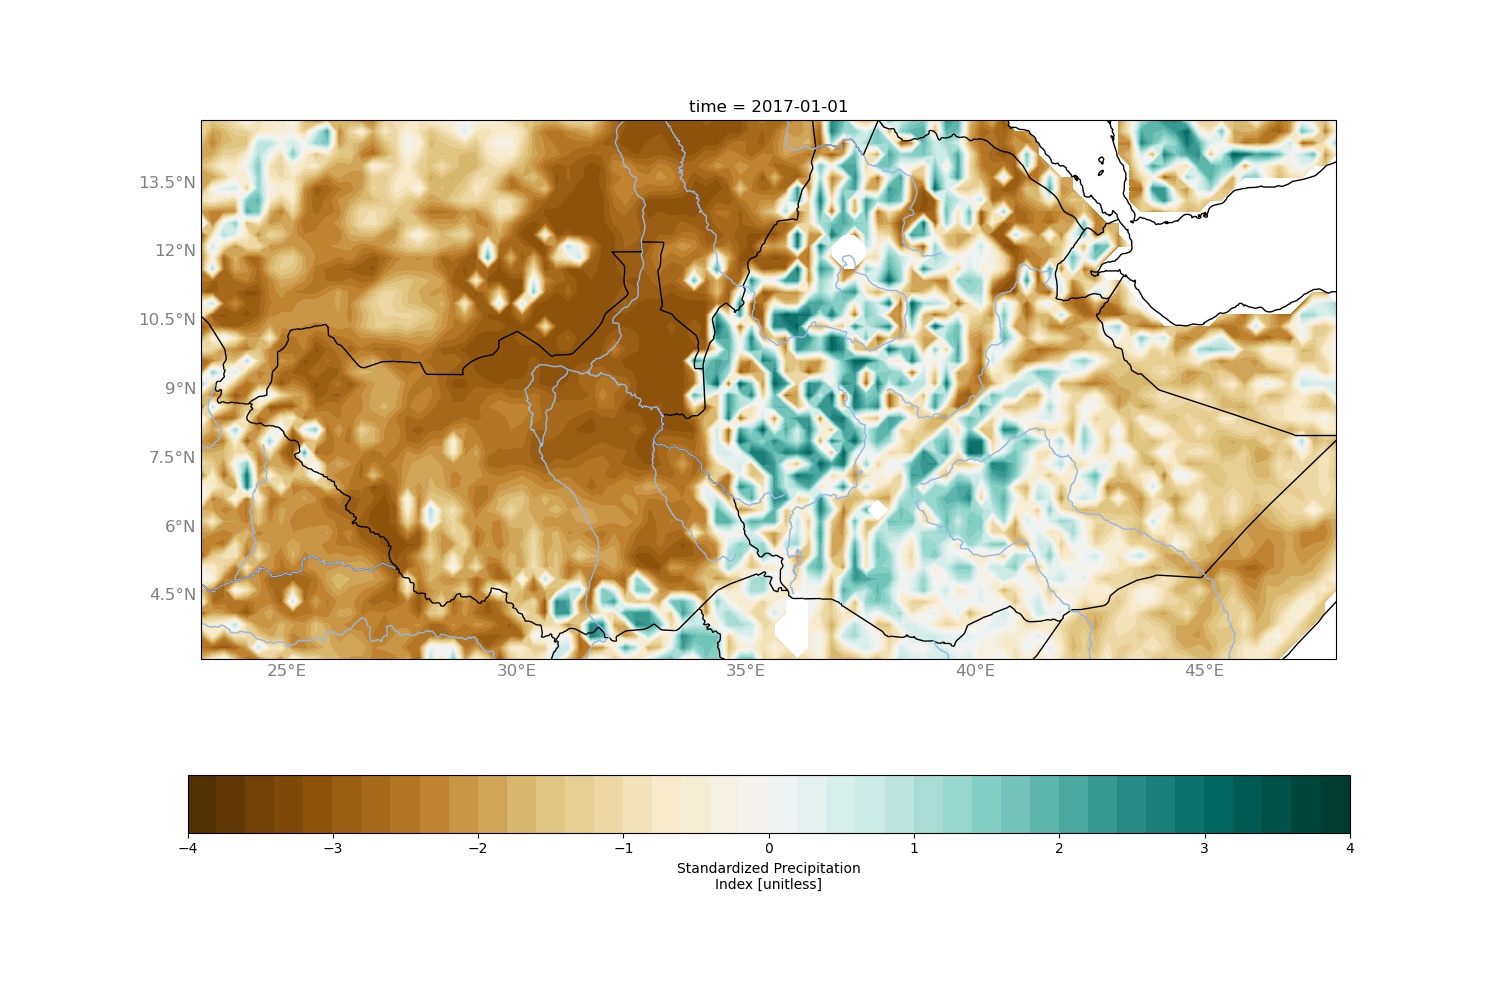 time = 2017-01-01
13.5°N
12°N
10.5°N
9°N
7.5°N
6°N
4.5°N
25°E 30°E 35°E 40°E 45°E
−4 −3 −2 −1 0 1 2 3 4
Standardized Precipitation
Index [unitless]